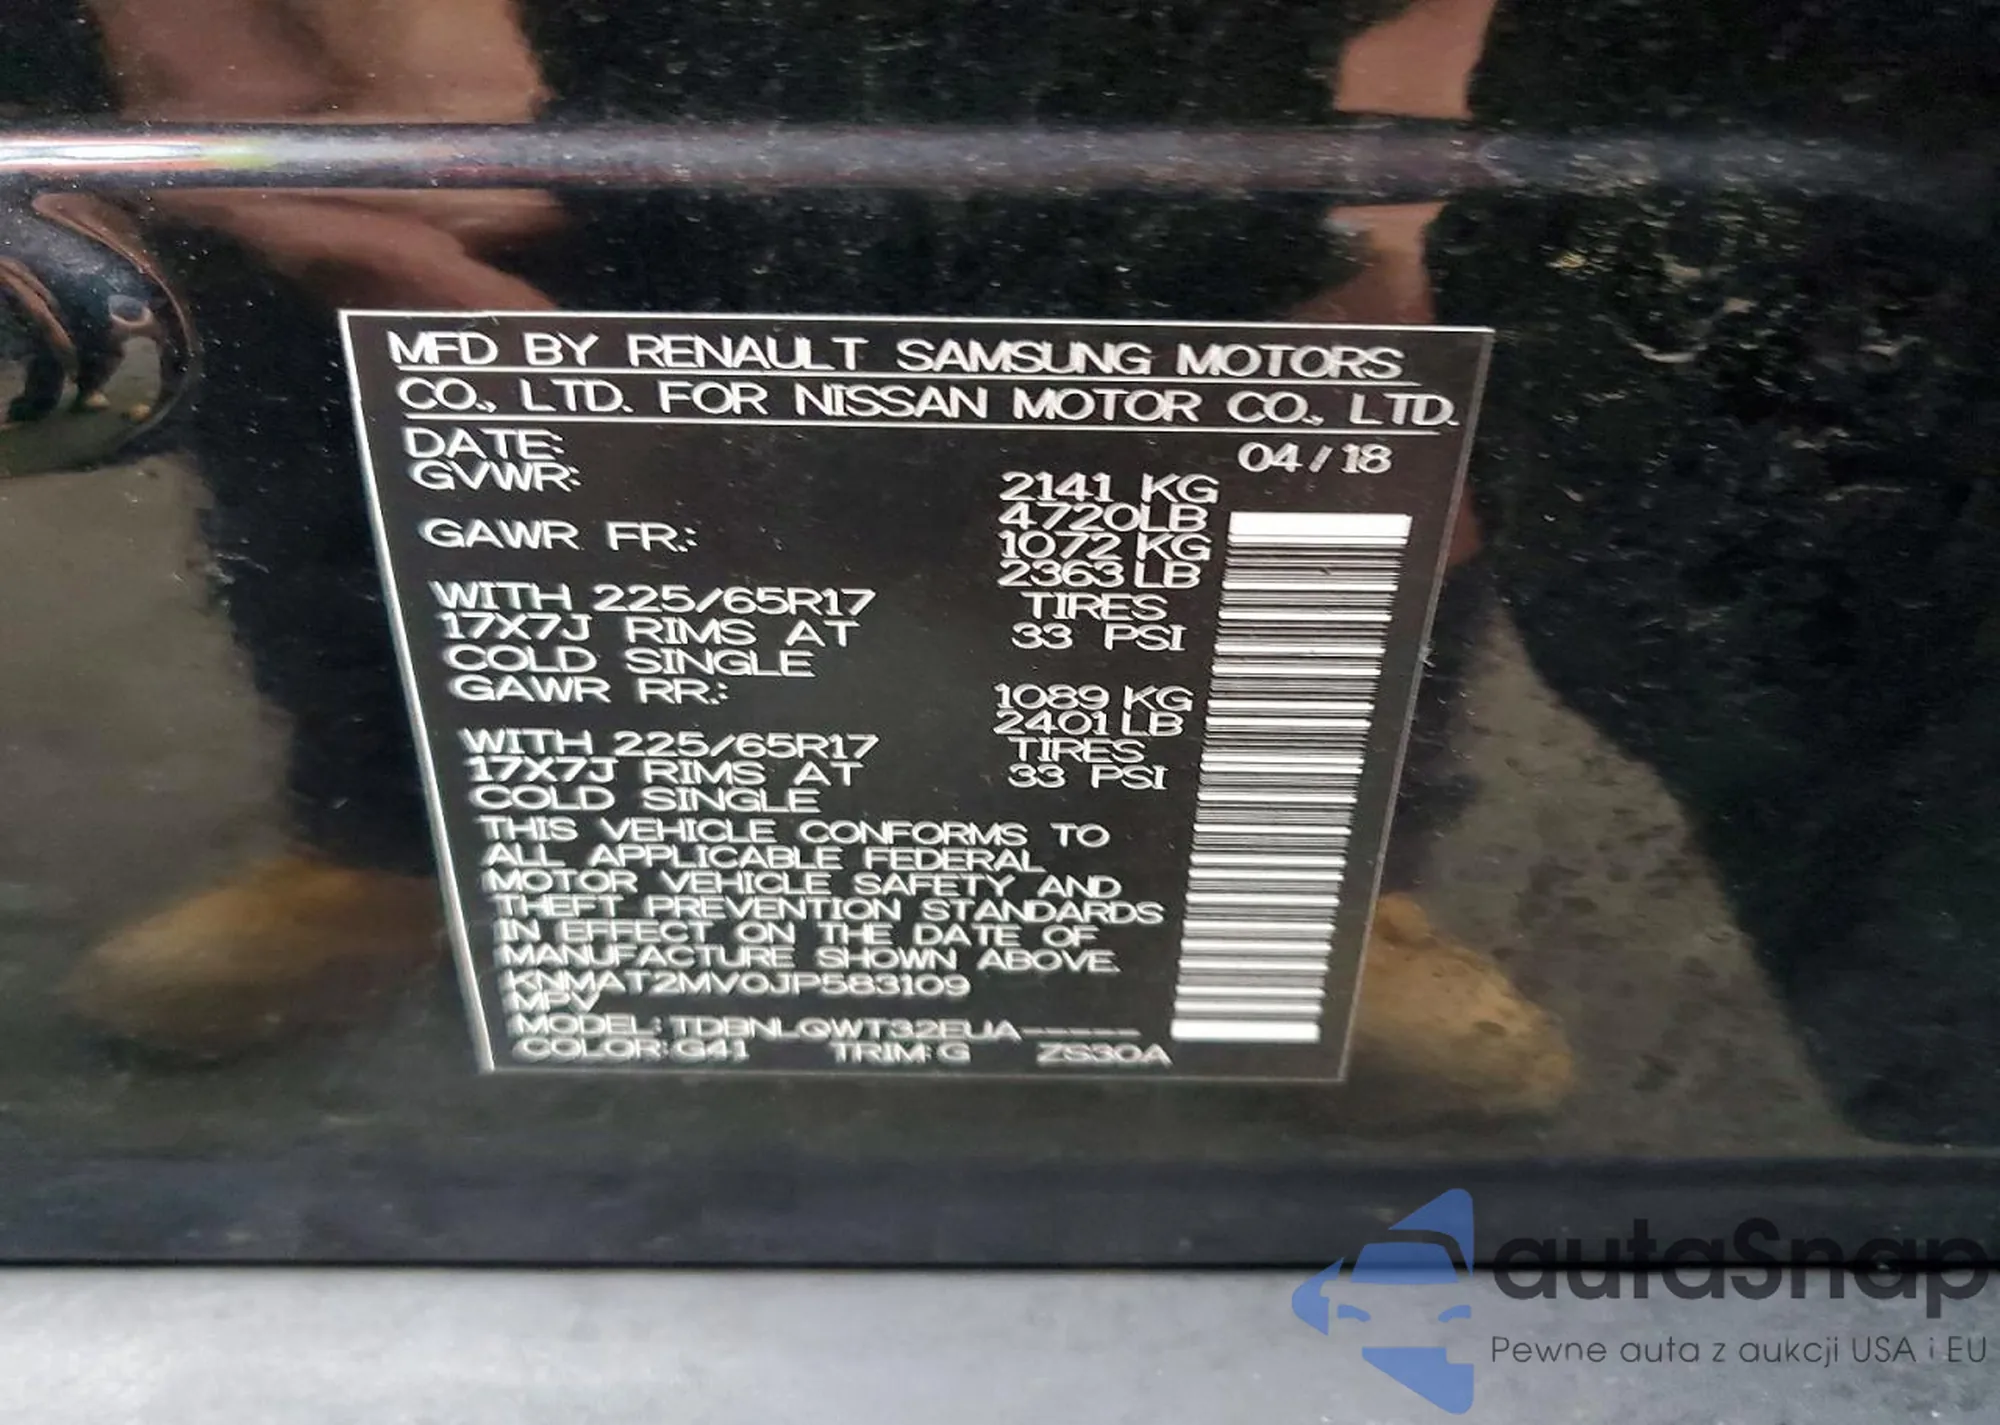 MFD BY RENAULT SAMSUNG MOTORS
CO., LTD. FOR NISSAN MOTOR CO., LTD.
DATE: 04/18
GVWR: 2141 KG
4720LB
GAWR FR.: 1072 KG
2363LB
WITH 225/65R17 TIRES
17X7J RIMS AT 33 PSI
COLD SINGLE
GAWR RR.: 1089 KG
2401LB
WITH 225/65R17 TIRES
17X7J RIMS AT 33 PSI
COLD SINGLE
THIS VEHICLE CONFORMS TO
ALL APPLICABLE FEDERAL
MOTOR VEHICLE SAFETY AND
THEFT PREVENTION STANDARDS
IN EFFECT ON THE DATE OF
MANUFACTURE SHOWN ABOVE.
KNMAT2MV0JP583109
MPV
MODEL: TDBNLQWT32EUA-----
COLOR: G41 TRIM: G ZS30A
autaSnap
Pewne auta z aukcji USA i EU